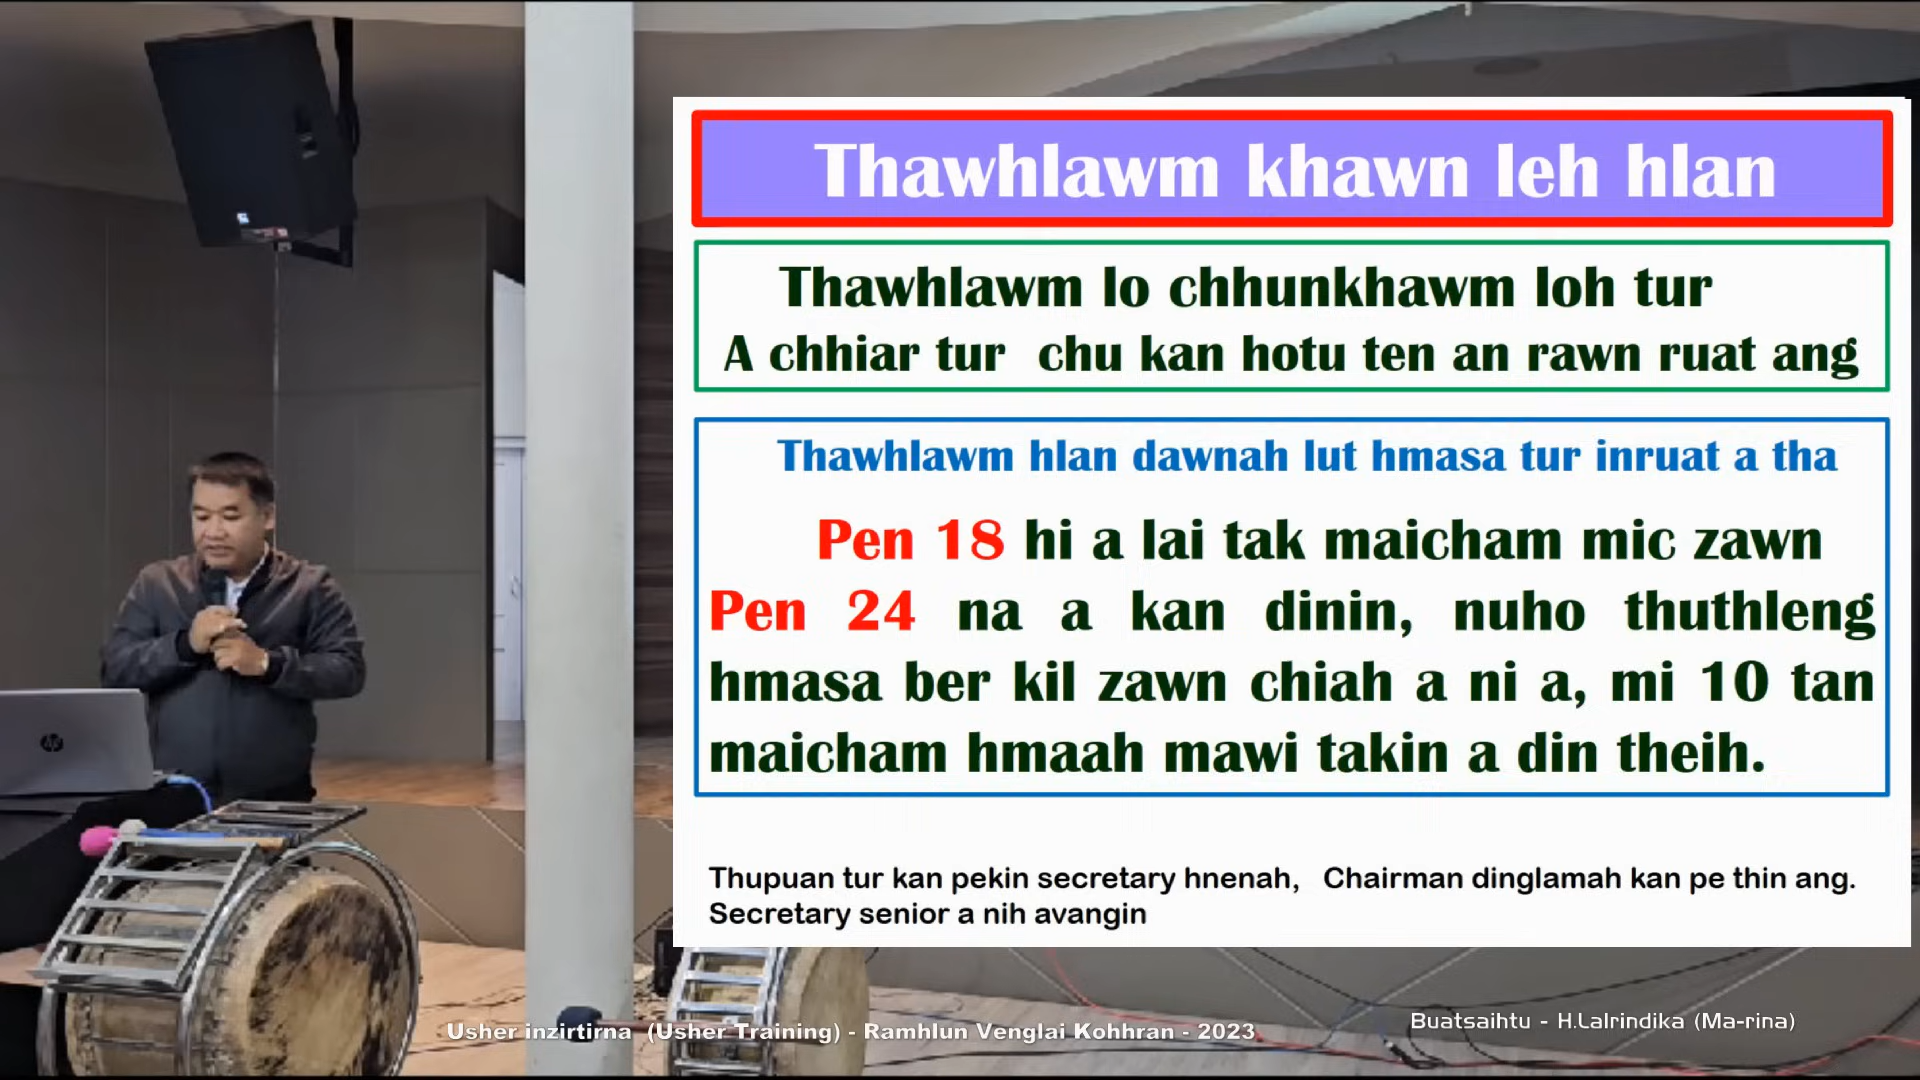 Thawhlawm khawn leh hlan
Thawhlawm lo chhunkhawm loh tur
A chhiar tur chu kan hotu ten an rawn ruat ang
Thawhlawm hlan dawnah lut hmasa tur inruat a tha
Pen 18 hi a lai tak maicham mic zawn
Pen 24 na a kan dinin, nuho thuthleng
hmasa ber kil zawn chiah a ni a, mi 10 tan
maicham hmaah mawi takin a din theih.
Thupuan tur kan pekin secretary hnenah, Chairman dinglamah kan pe thin ang.
Secretary senior a nih avangin
hp
Usher inzirtirna (Usher Training) - Ramhlun Venglai Kohhran - 2023
Buatsaihtu - H.Lalrindika (Ma-rina)